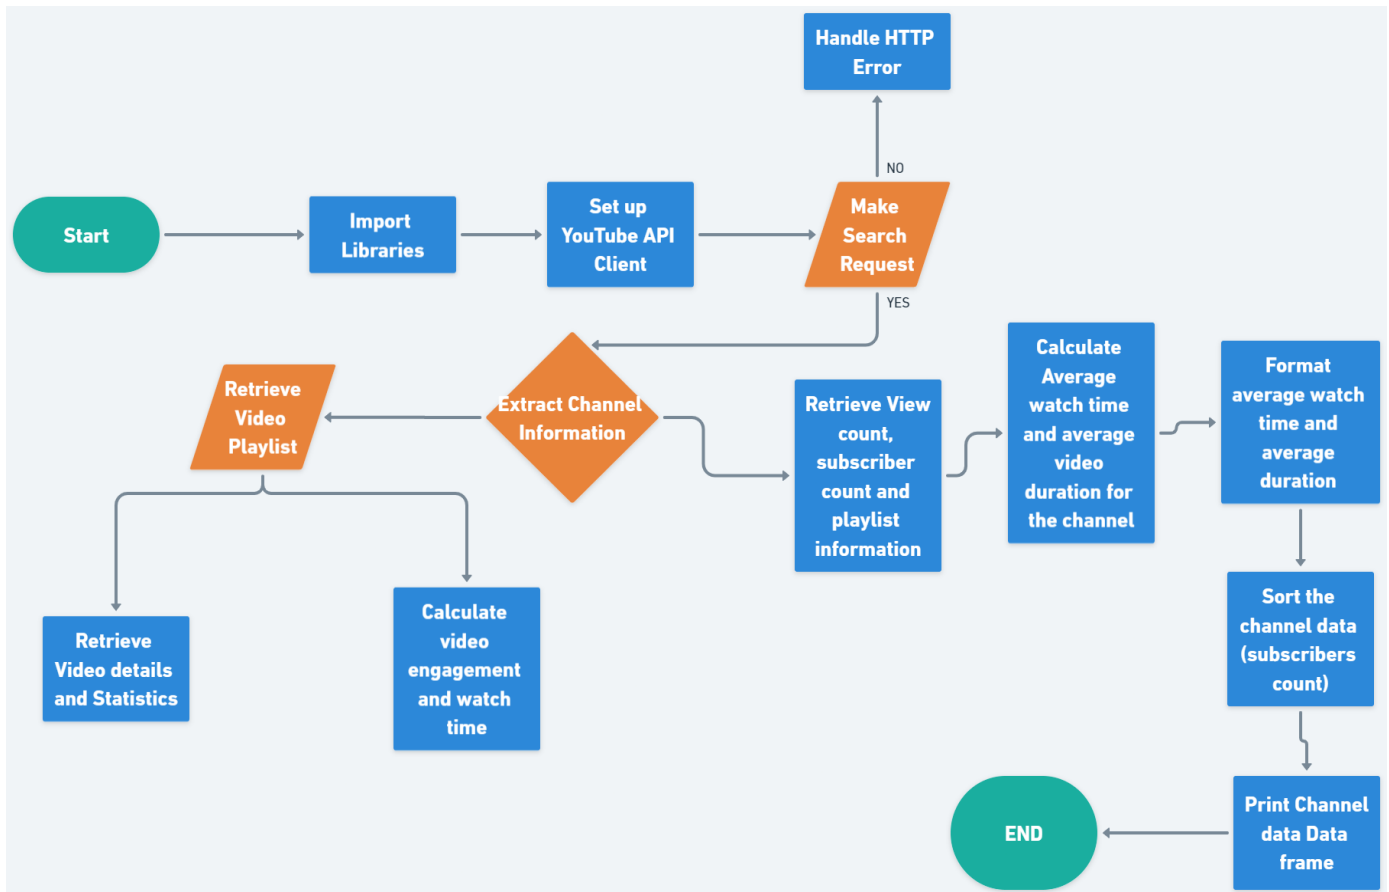 Handle HTTP
Error
NO
Start
Import
Libraries
Set up
YouTube API
Client
Make
Search
Request
YES
Retrieve
Video
Playlist
Extract Channel
Information
Retrieve View
count,
subscriber
count and
playlist
information
Calculate
Average
watch time
and average
video
duration for
the channel
Format
average watch
time and
average
duration
Retrieve
Video details
and Statistics
Calculate
video
engagement
and watch
time
Sort the
channel data
(subscribers
count)
Print Channel
data Data
frame
END